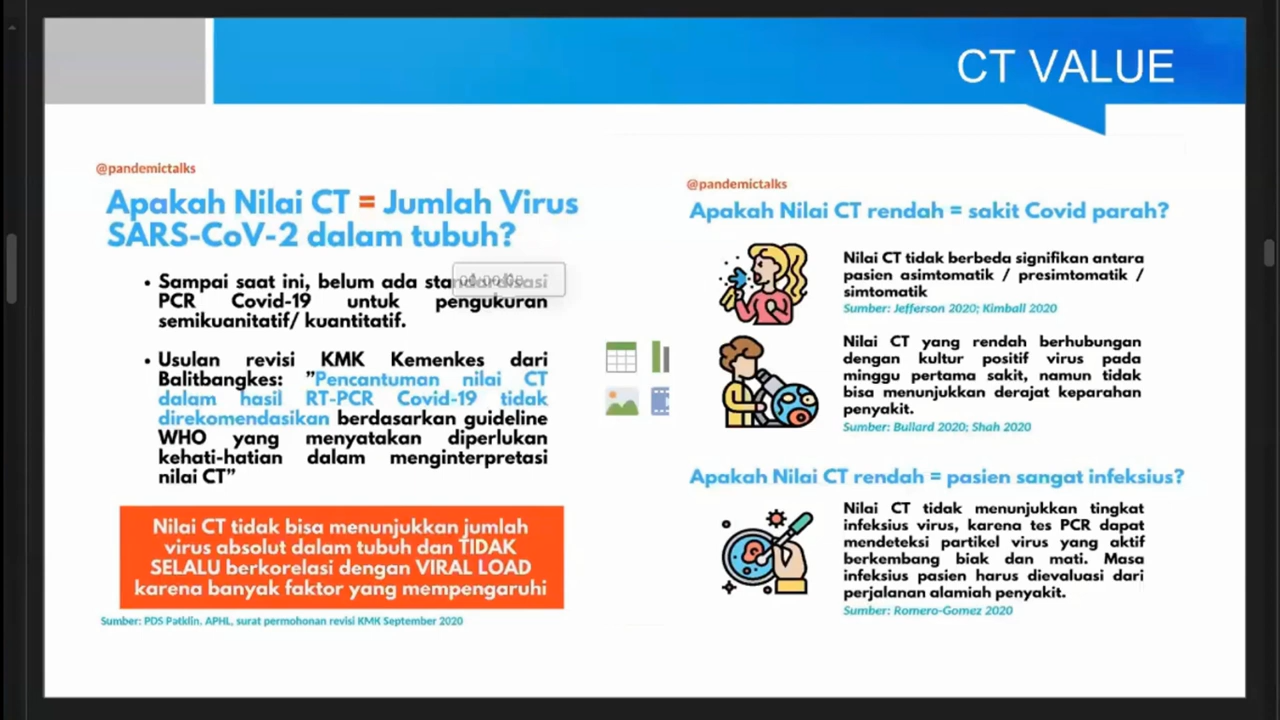 CT VALUE
@pandemictalks
Apakah Nilai CT = Jumlah Virus
SARS-CoV-2 dalam tubuh?
• Sampai saat ini, belum ada standardisasi
PCR Covid-19 untuk pengukuran
semikuanitatif/ kuantitatif.
• Usulan revisi KMK Kemenkes dari
Balitbangkes: ”Pencantuman nilai CT
dalam hasil RT-PCR Covid-19 tidak
direkomendasikan berdasarkan guideline
WHO yang menyatakan diperlukan
kehati-hatian dalam menginterpretasi
nilai CT”
Nilai CT tidak bisa menunjukkan jumlah
virus absolut dalam tubuh dan TIDAK
SELALU berkorelasi dengan VIRAL LOAD
karena banyak faktor yang mempengaruhi
Sumber: PDS Patklin. APHL, surat permohonan revisi KMK September 2020
@pandemictalks
Apakah Nilai CT rendah = sakit Covid parah?
Nilai CT tidak berbeda signifikan antara
pasien asimtomatik / presimtomatik /
simtomatik
Sumber: Jefferson 2020; Kimball 2020
Nilai CT yang rendah berhubungan
dengan kultur positif virus pada
minggu pertama sakit, namun tidak
bisa menunjukkan derajat keparahan
penyakit.
Sumber: Bullard 2020; Shah 2020
Apakah Nilai CT rendah = pasien sangat infeksius?
Nilai CT tidak menunjukkan tingkat
infeksius virus, karena tes PCR dapat
mendeteksi partikel virus yang aktif
berkembang biak dan mati. Masa
infeksius pasien harus dievaluasi dari
perjalanan alamiah penyakit.
Sumber: Romero-Gomez 2020